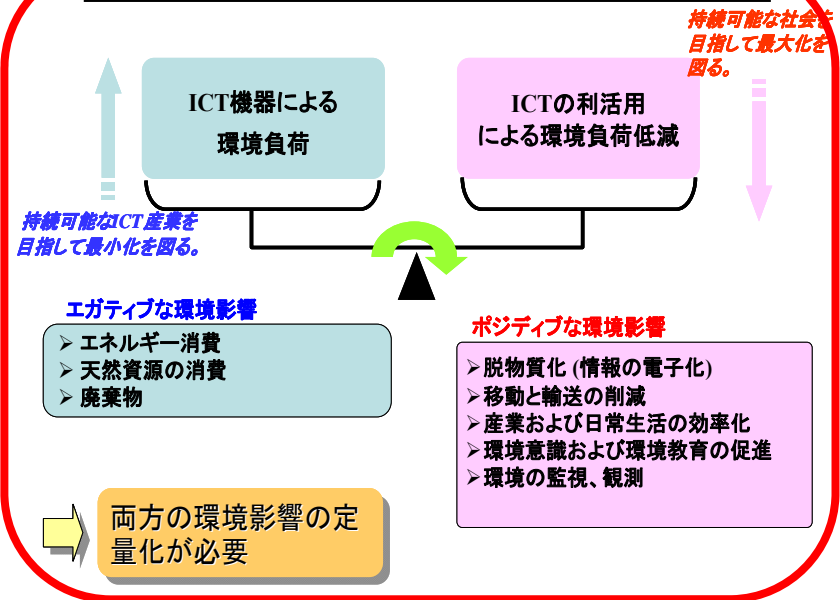 持続可能な社会を
目指して最大化を
図る。
ICT機器による
環境負荷
ICTの利活用
による環境負荷低減
持続可能なICT産業を
目指して最小化を図る。
エガティブな環境影響
➢ エネルギー消費
➢ 天然資源の消費
➢ 廃棄物
ポジディブな環境影響
➢ 脱物質化 (情報の電子化)
➢ 移動と輸送の削減
➢ 産業および日常生活の効率化
➢ 環境意識および環境教育の促進
➢ 環境の監視、観測
両方の環境影響の定
量化が必要